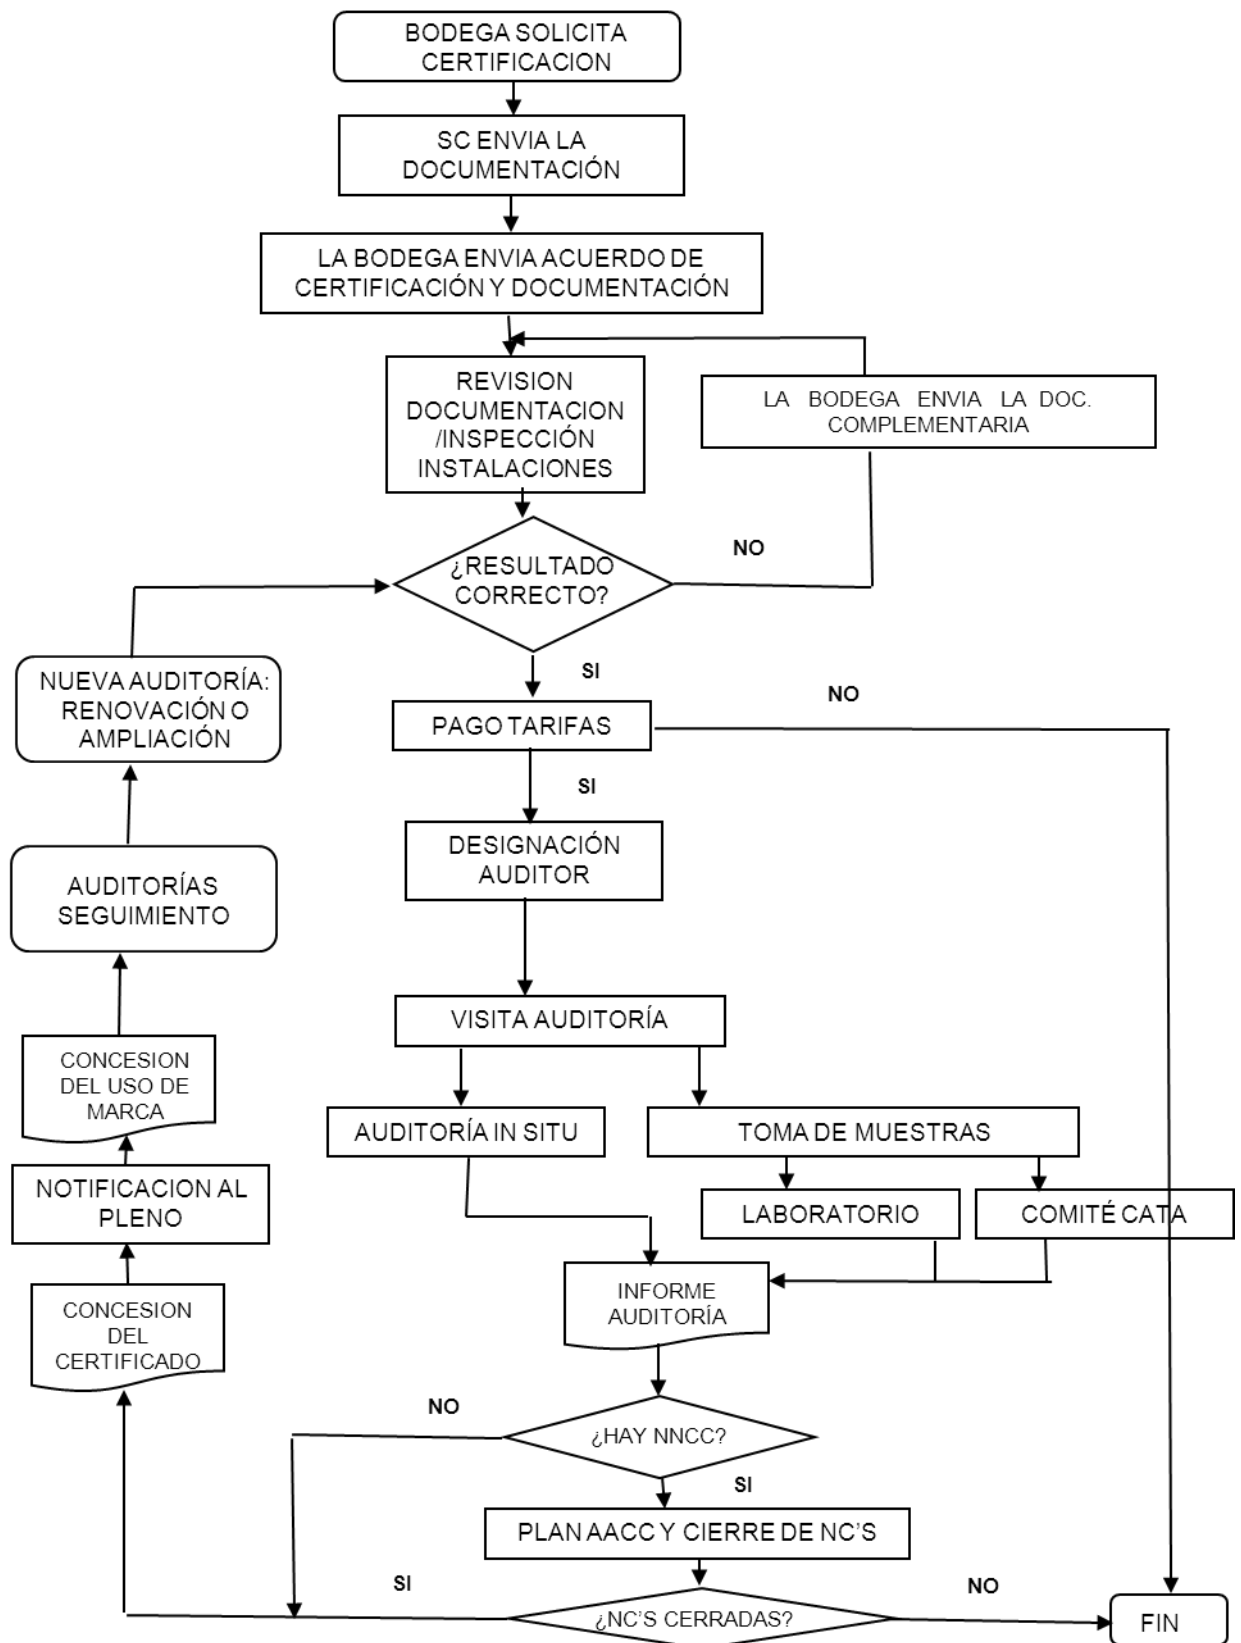 BODEGA SOLICITA
CERTIFICACION
SC ENVIA LA
DOCUMENTACIÓN
LA BODEGA ENVIA ACUERDO DE
CERTIFICACIÓN Y DOCUMENTACIÓN
REVISION
DOCUMENTACION
/INSPECCIÓN
INSTALACIONES
LA BODEGA ENVIA LA DOC.
COMPLEMENTARIA
¿RESULTADO
CORRECTO?
NO
SI
NUEVA AUDITORÍA:
RENOVACIÓN O
AMPLIACIÓN
PAGO TARIFAS
NO
SI
DESIGNACIÓN
AUDITOR
AUDITORÍAS
SEGUIMIENTO
VISITA AUDITORÍA
CONCESION
DEL USO DE
MARCA
AUDITORÍA IN SITU
TOMA DE MUESTRAS
NOTIFICACION AL
PLENO
LABORATORIO
COMITÉ CATA
CONCESION
DEL
CERTIFICADO
INFORME
AUDITORÍA
NO
¿HAY NNCC?
SI
PLAN AACC Y CIERRE DE NC'S
SI
¿NC'S CERRADAS?
NO
FIN